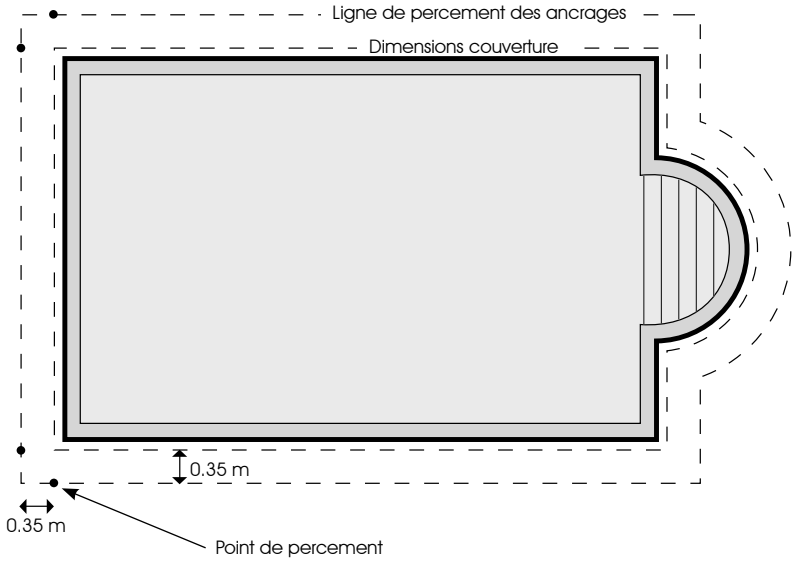 Ligne de percement des ancrages
Dimensions couverture
0.35 m
0.35 m
Point de percement